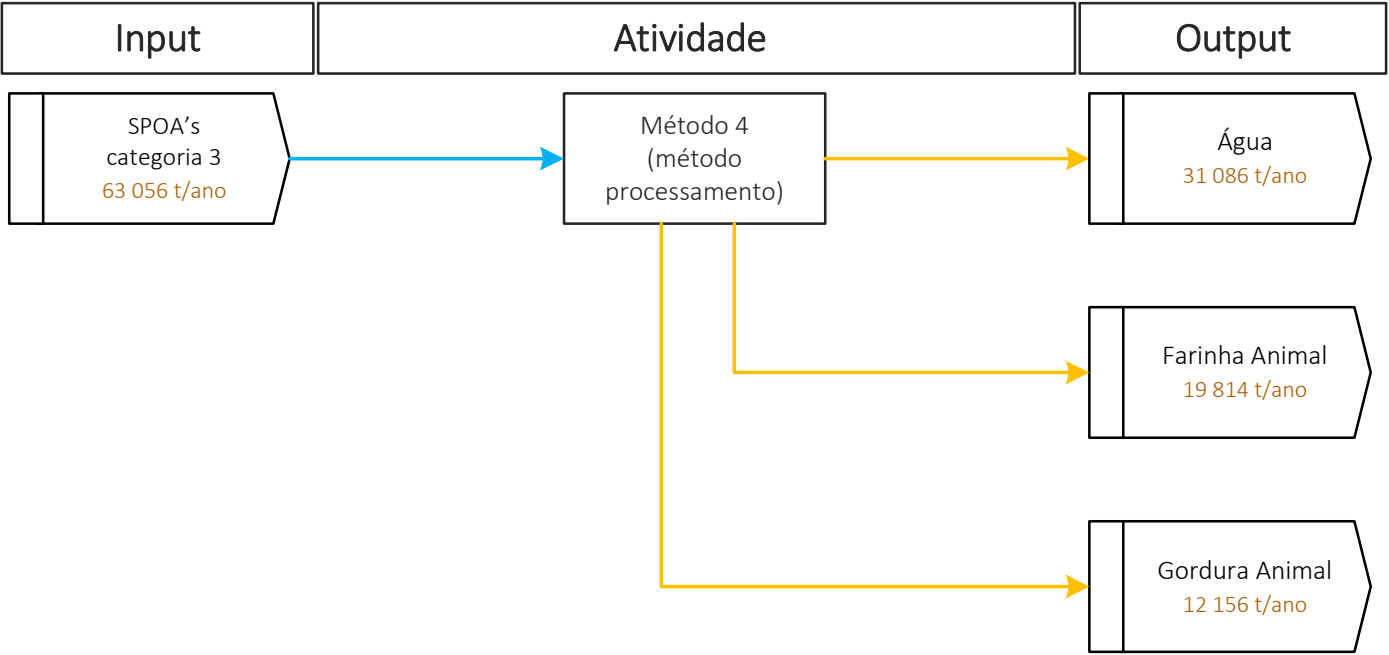 Input
Atividade
Output
SPOA’s
categoria 3
63 056 t/ano
Método 4
(método
processamento)
Água
31 086 t/ano
Farinha Animal
19 814 t/ano
Gordura Animal
12 156 t/ano